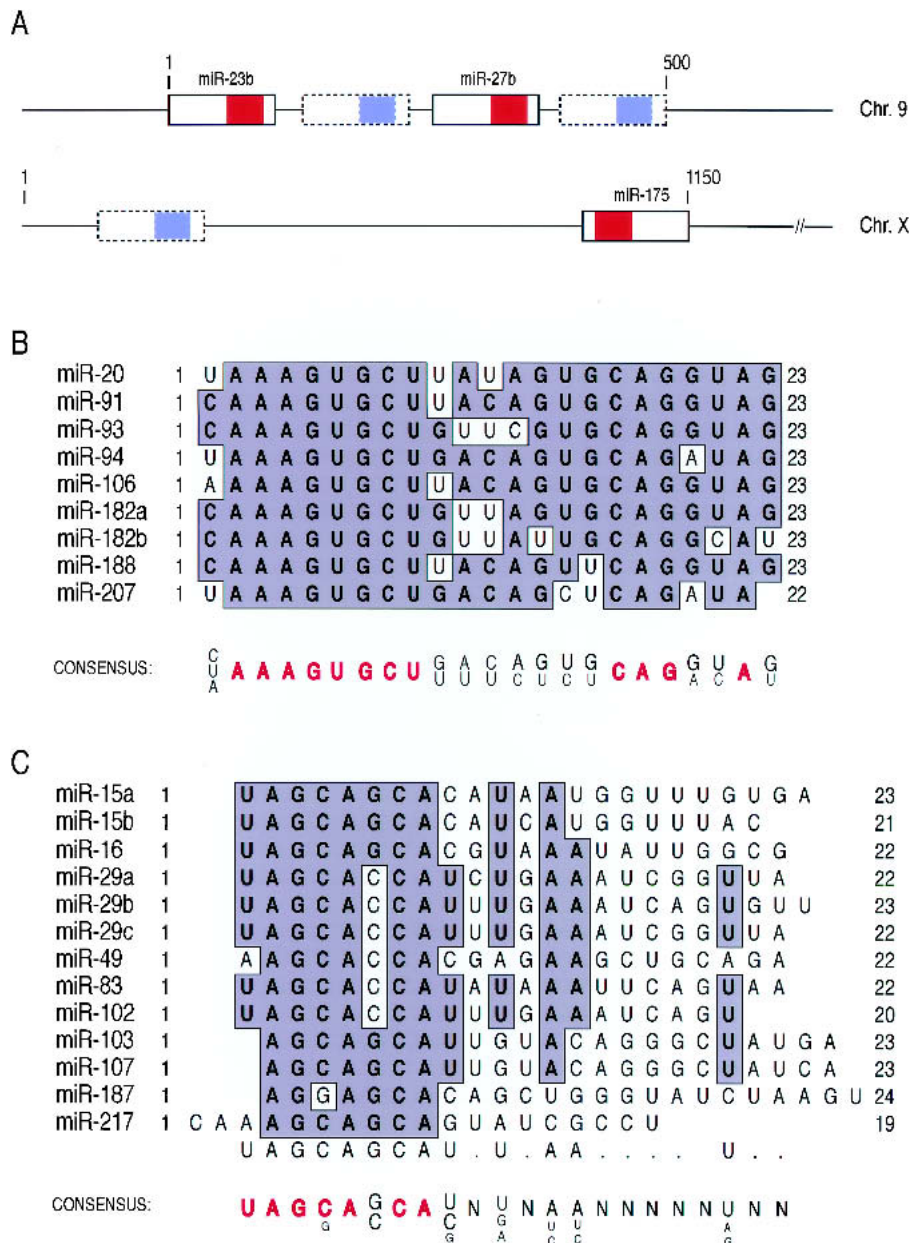 A
1 miR-23b miR-27b 500
Chr. 9
1 miR-175 1150
Chr. X
B
miR-20 1 U A A A G U G C U U A U A G U G C A G G U A G 23
miR-91 1 C A A A G U G C U U A C A G U G C A G G U A G 23
miR-93 1 C A A A G U G C U G U U C G U G C A G G U A G 23
miR-94 1 U A A A G U G C U G A C A G U G C A G A U A G 23
miR-106 1 A A A A G U G C U U A C A G U G C A G G U A G 23
miR-182a 1 C A A A G U G C U G U U A G U G C A G G U A G 23
miR-182b 1 C A A A G U G C U G U U A U U G C A G G C A U 23
miR-188 1 C A A A G U G C U U A C A G U U C A G G U A G 23
miR-207 1 U A A A G U G C U G A C A G C U C A G A U A 22
CONSENSUS: C A A A G U G C U G A C A G U G C A G G U A G
U U U U C U C U A C U
A
C
miR-15a 1 U A G C A G C A C A U A A U G G U U U G U G A 23
miR-15b 1 U A G C A G C A C A U C A U G G U U U A C 21
miR-16 1 U A G C A G C A C G U A A A U A U U G G C G 22
miR-29a 1 U A G C A C C A U C U G A A A U C G G U U A 22
miR-29b 1 U A G C A C C A U U U G A A A U C A G U G U U 23
miR-29c 1 U A G C A C C A U U U G A A A U C G G U U A 22
miR-49 1 A A G C A C C A C G A G A A G C U G C A G A 22
miR-83 1 U A G C A C C A U A U A A A U U C A G U A A 22
miR-102 1 U A G C A C C A U U U G A A A U C A G U 20
miR-103 1 A G C A G C A U U G U A C A G G G C U A U G A 23
miR-107 1 A G C A G C A U U G U A C A G G G C U A U C A 23
miR-187 1 A G G A G C A C A G C U G G G U A U C U A A G U 24
miR-217 1 C A A A G C A G C A G U A U C G C C U 19
U A G C A G C A U . U . A A . . . . . U . .
CONSENSUS: U A G C A G C A U N U N A A N N N N N U N N
G C C G U U A
G A C C G